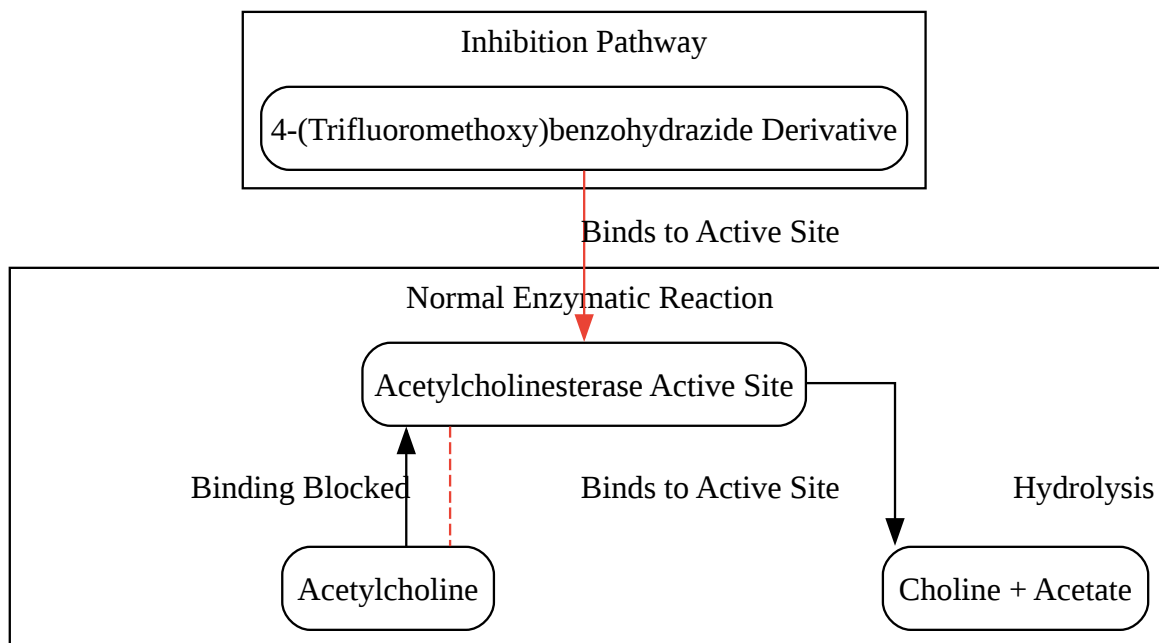 Inhibition Pathway
4-(Trifluoromethoxy)benzohydrazide Derivative
Binds to Active Site
Normal Enzymatic Reaction
Acetylcholinesterase Active Site
Binding Blocked
Binds to Active Site
Hydrolysis
Acetylcholine
Choline + Acetate